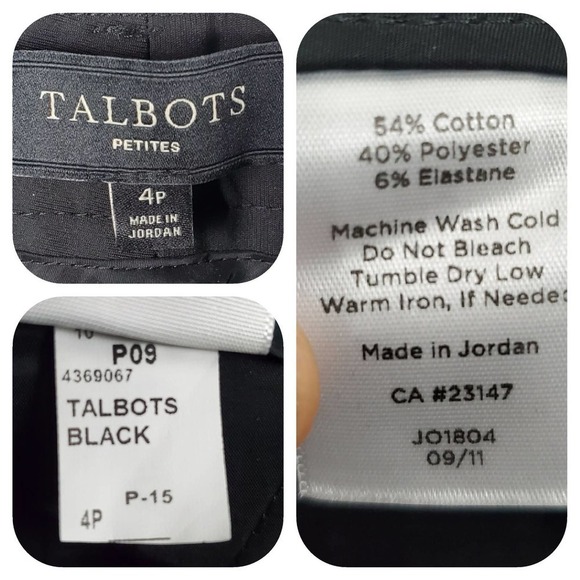 TALBOTS
PETITES
4P
MADE IN
JORDAN
P09
4369067
TALBOTS
BLACK
P-15
4P
54% Cotton
40% Polyester
6% Elastane
Machine Wash Cold
Do Not Bleach
Tumble Dry Low
Warm Iron, If Needed
Made in Jordan
CA #23147
JO1804
09/11